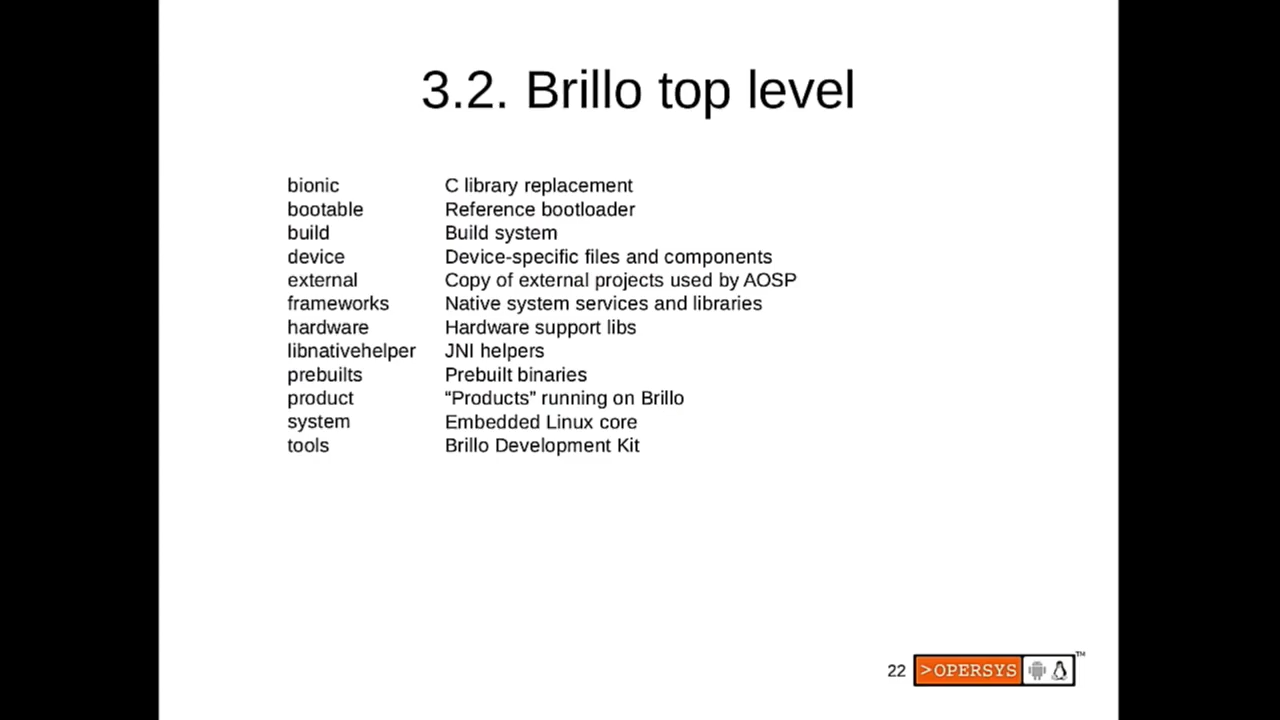 3.2. Brillo top level
bionic C library replacement
bootable Reference bootloader
build Build system
device Device-specific files and components
external Copy of external projects used by AOSP
frameworks Native system services and libraries
hardware Hardware support libs
libnativehelper JNI helpers
prebuilts Prebuilt binaries
product “Products” running on Brillo
system Embedded Linux core
tools Brillo Development Kit
22 >OPERSYS ™